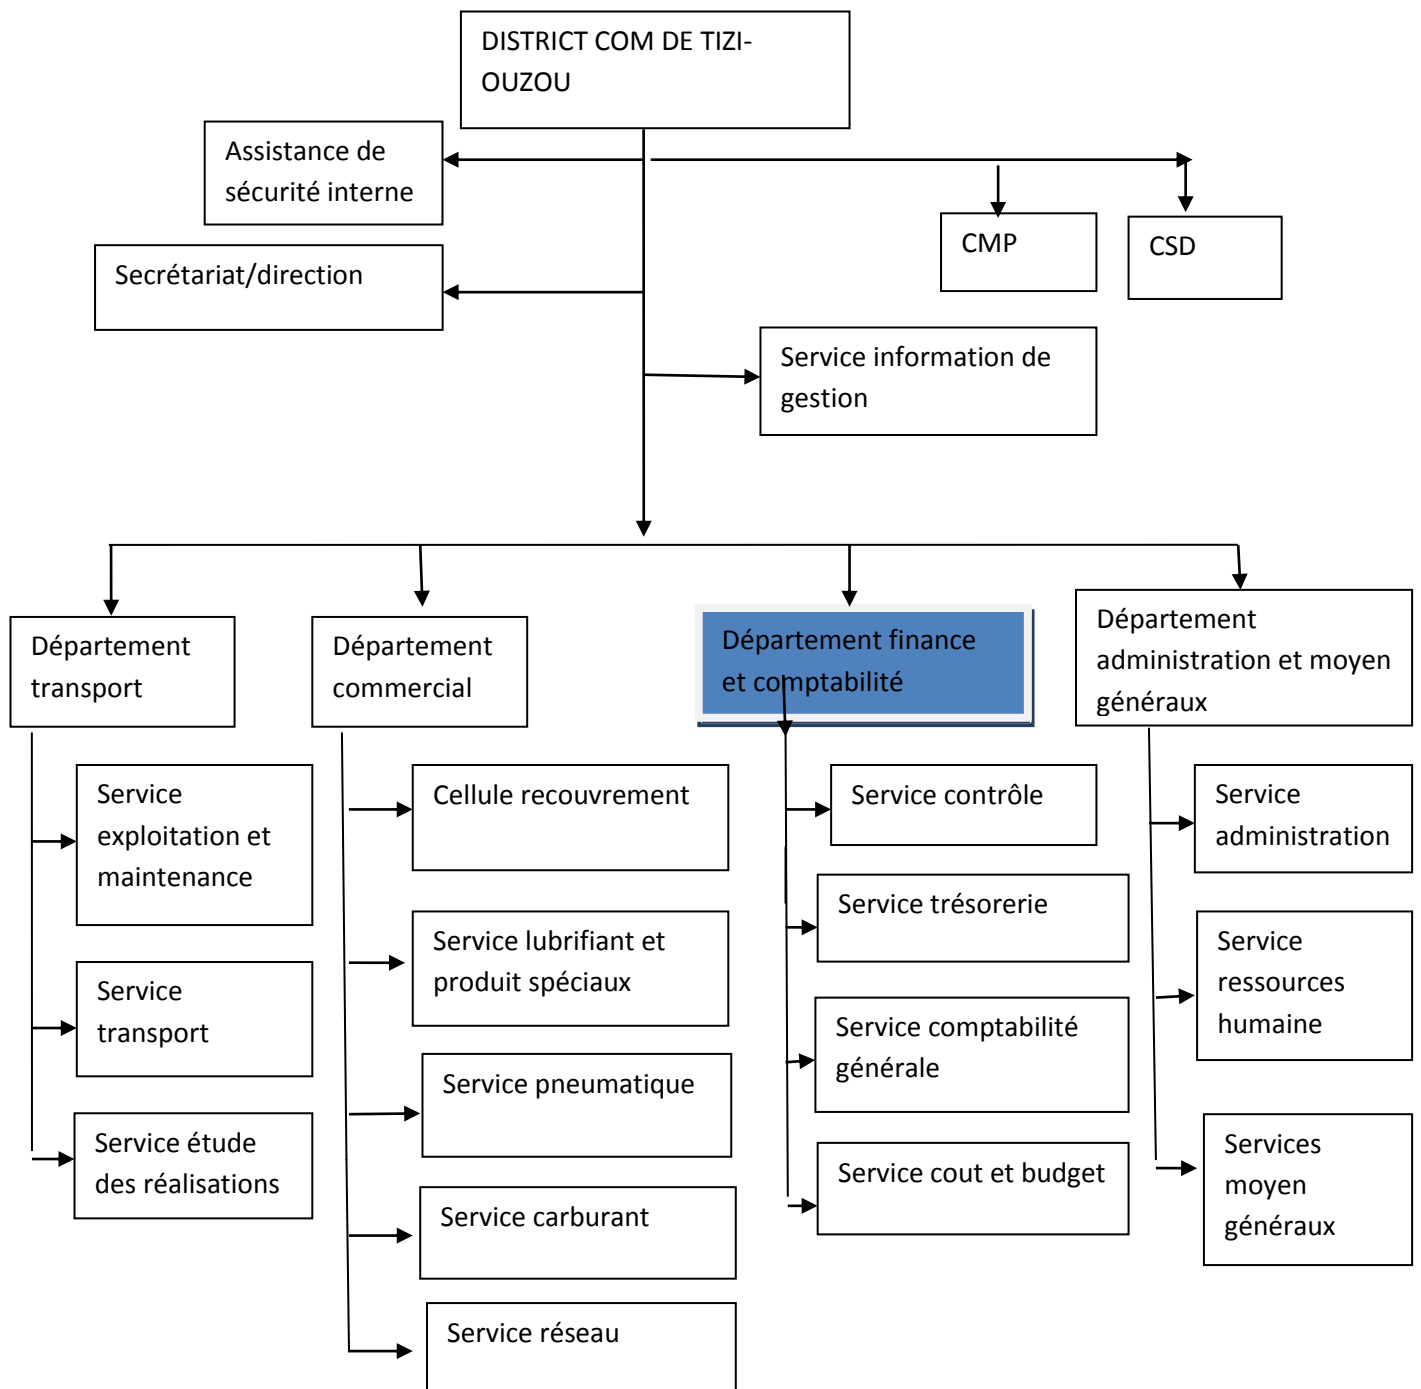 DISTRICT COM DE TIZI-
OUZOU
Assistance de
sécurité interne
CMP
CSD
Secrétariat/direction
Service information de
gestion
Département
transport
Département
commercial
Département finance
et comptabilité
Département
administration et moyen
généraux
Service
exploitation et
maintenance
Service
transport
Service étude
des réalisations
Cellule recouvrement
Service lubrifiant et
produit spéciaux
Service pneumatique
Service carburant
Service réseau
Service contrôle
Service trésorerie
Service comptabilité
générale
Service cout et budget
Service
administration
Service
ressources
humaine
Services
moyen
généraux